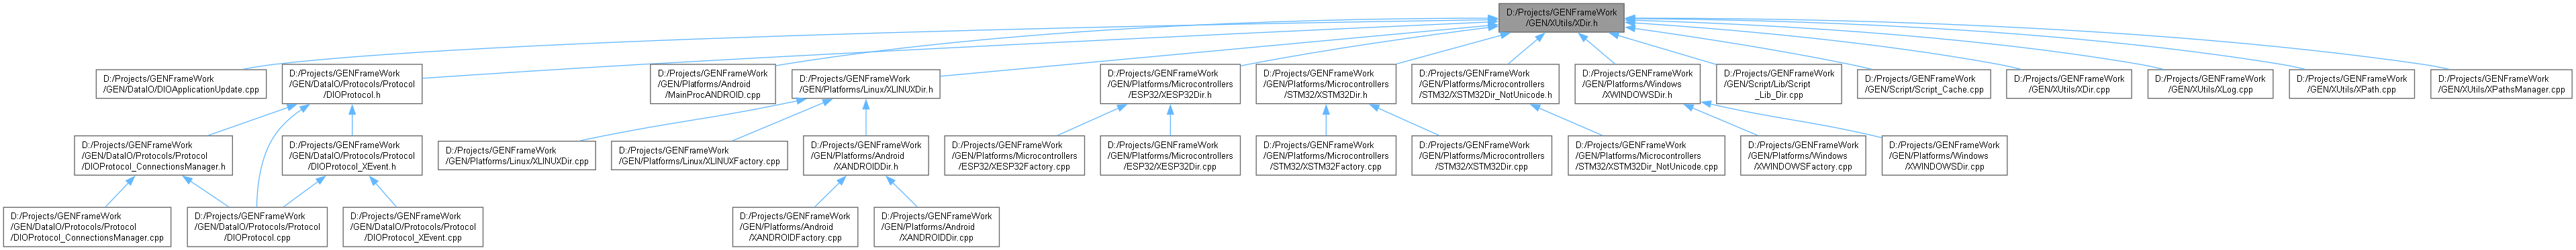 D:/Projects/GENFrameWork
/GEN/XUtils/XDir.h
D:/Projects/GENFrameWork
/GEN/DataIO/DIOApplicationUpdate.cpp
D:/Projects/GENFrameWork
/GEN/DataIO/Protocols/Protocol
/DIOProtocol.h
D:/Projects/GENFrameWork
/GEN/Platforms/Android
/MainProcANDROID.cpp
D:/Projects/GENFrameWork
/GEN/Platforms/Linux/XLINUXDir.h
D:/Projects/GENFrameWork
/GEN/Platforms/Microcontrollers
/ESP32/XESP32Dir.h
D:/Projects/GENFrameWork
/GEN/Platforms/Microcontrollers
/STM32/XSTM32Dir.h
D:/Projects/GENFrameWork
/GEN/Platforms/Microcontrollers
/STM32/XSTM32Dir_NotUnicode.h
D:/Projects/GENFrameWork
/GEN/Platforms/Windows
/XWINDOWSDir.h
D:/Projects/GENFrameWork
/GEN/Script/Lib/Script
_Lib_Dir.cpp
D:/Projects/GENFrameWork
/GEN/Script/Script_Cache.cpp
D:/Projects/GENFrameWork
/GEN/XUtils/XDir.cpp
D:/Projects/GENFrameWork
/GEN/XUtils/XLog.cpp
D:/Projects/GENFrameWork
/GEN/XUtils/XPath.cpp
D:/Projects/GENFrameWork
/GEN/XUtils/XPathsManager.cpp
D:/Projects/GENFrameWork
/GEN/DataIO/Protocols/Protocol
/DIOProtocol_ConnectionsManager.h
D:/Projects/GENFrameWork
/GEN/DataIO/Protocols/Protocol
/DIOProtocol_XEvent.h
D:/Projects/GENFrameWork
/GEN/Platforms/Linux/XLINUXDir.cpp
D:/Projects/GENFrameWork
/GEN/Platforms/Linux/XLINUXFactory.cpp
D:/Projects/GENFrameWork
/GEN/Platforms/Android
/XANDROIDDir.h
D:/Projects/GENFrameWork
/GEN/Platforms/Microcontrollers
/ESP32/XESP32Factory.cpp
D:/Projects/GENFrameWork
/GEN/Platforms/Microcontrollers
/ESP32/XESP32Dir.cpp
D:/Projects/GENFrameWork
/GEN/Platforms/Microcontrollers
/STM32/XSTM32Factory.cpp
D:/Projects/GENFrameWork
/GEN/Platforms/Microcontrollers
/STM32/XSTM32Dir.cpp
D:/Projects/GENFrameWork
/GEN/Platforms/Microcontrollers
/STM32/XSTM32Dir_NotUnicode.cpp
D:/Projects/GENFrameWork
/GEN/Platforms/Windows
/XWINDOWSFactory.cpp
D:/Projects/GENFrameWork
/GEN/Platforms/Windows
/XWINDOWSDir.cpp
D:/Projects/GENFrameWork
/GEN/DataIO/Protocols/Protocol
/DIOProtocol_ConnectionsManager.cpp
D:/Projects/GENFrameWork
/GEN/DataIO/Protocols/Protocol
/DIOProtocol.cpp
D:/Projects/GENFrameWork
/GEN/DataIO/Protocols/Protocol
/DIOProtocol_XEvent.cpp
D:/Projects/GENFrameWork
/GEN/Platforms/Android
/XANDROIDFactory.cpp
D:/Projects/GENFrameWork
/GEN/Platforms/Android
/XANDROIDDir.cpp